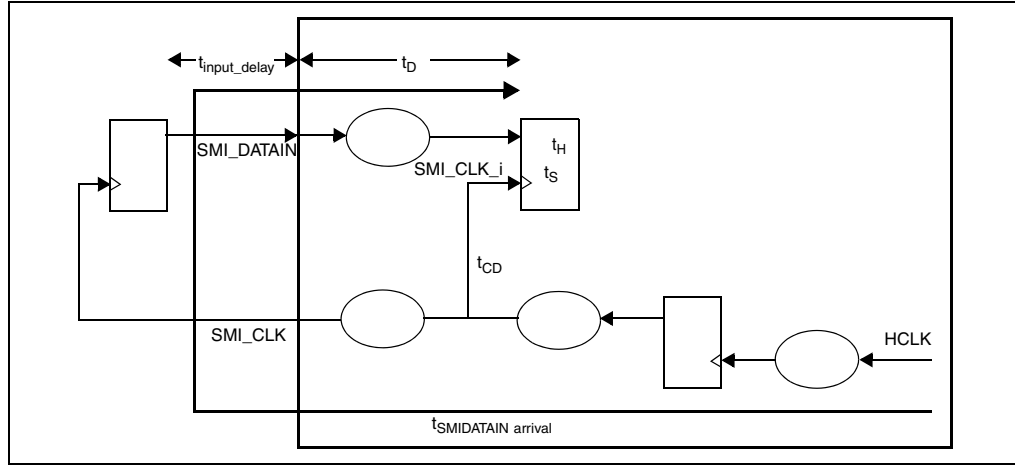 t_input_delay
t_D
SMI_DATAIN
t_H
SMI_CLK_i
t_S
t_CD
SMI_CLK
HCLK
t_SMIDATAIN arrival